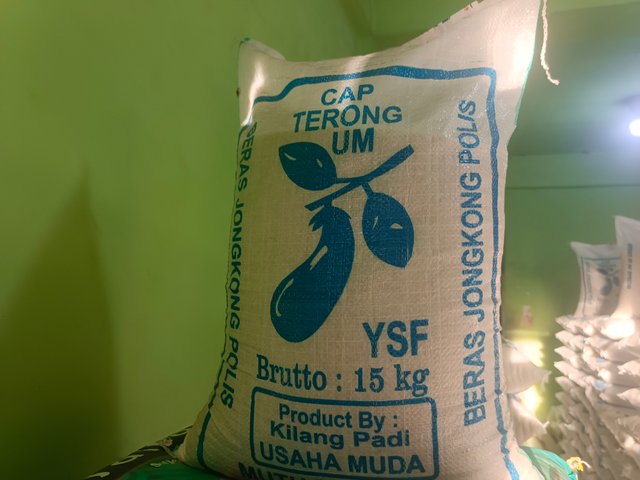 CAP
TERONG
UM
BERAS JONGKONG POLIS
BERAS JONGKONG POLIS
YSF
Brutto : 15 kg
Product By :
Kilang Padi
USAHA MUDA